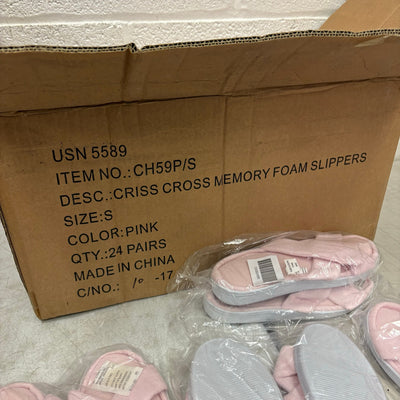 USN 5589
ITEM NO.:CH59P/S
DESC.:CRISS CROSS MEMORY FOAM SLIPPERS
SIZE:S
COLOR:PINK
QTY.:24 PAIRS
MADE IN CHINA
C/NO.: 10 -17